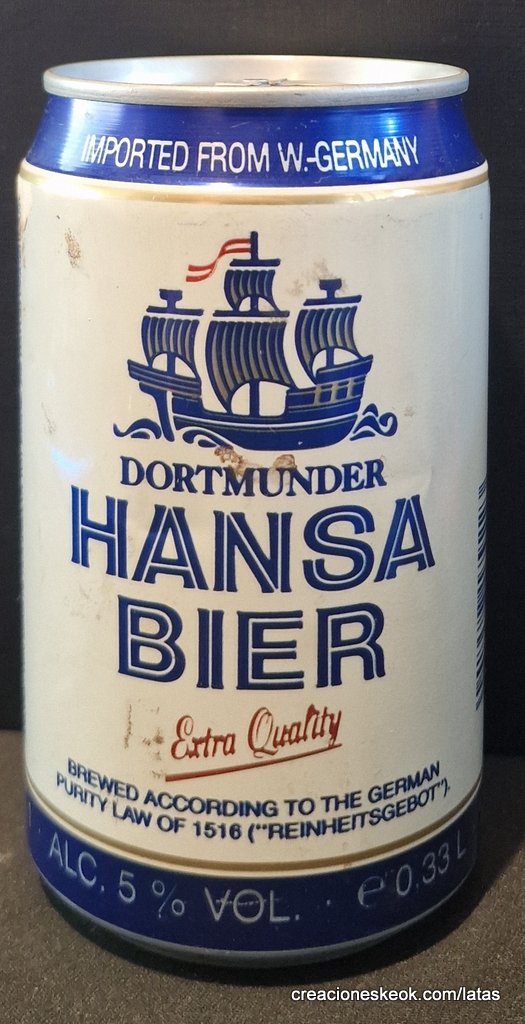 IMPORTED FROM W.-GERMANY
DORTMUNDER
HANSA
BIER
Extra Quality
BREWED ACCORDING TO THE GERMAN
PURITY LAW OF 1516 ("REINHEITSGEBOT").
ALC. 5 % VOL. · ℮ 0,33 L
creacioneskeok.com/latas